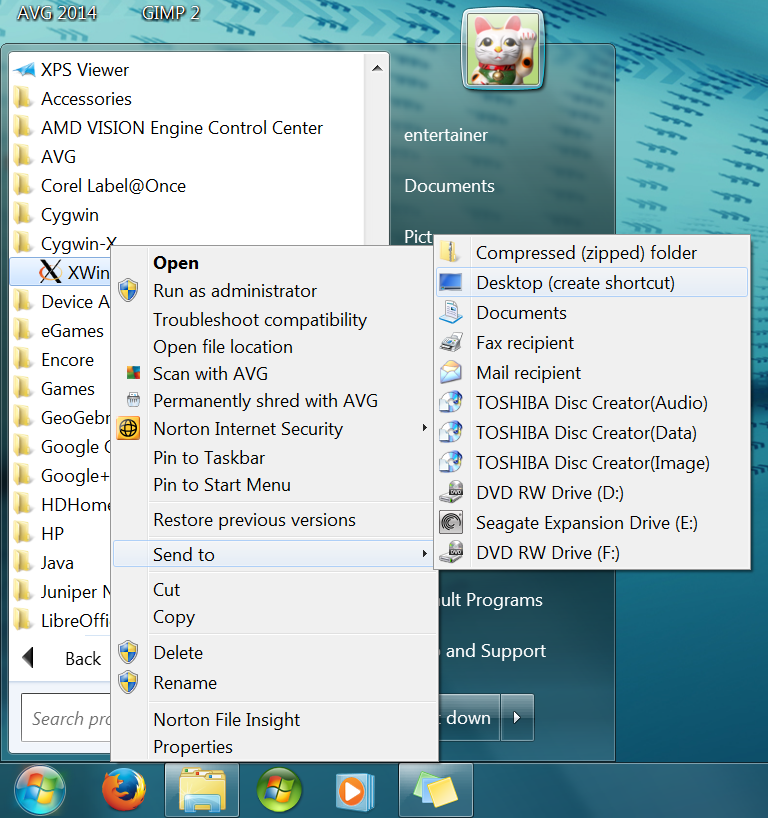 AVG 2014
GIMP 2
XPS Viewer
Accessories
AMD VISION Engine Control Center
AVG
Corel Label@Once
Cygwin
Cygwin-X
XWin
Device A
eGames
Encore
Games
GeoGebr
Google
Google+
HDHome
HP
Java
Juniper N
LibreOffi
Back
Search pro
entertainer
Documents
Pict
ult Programs
and Support
t down
Open
Run as administrator
Troubleshoot compatibility
Open file location
Scan with AVG
Permanently shred with AVG
Norton Internet Security
Pin to Taskbar
Pin to Start Menu
Restore previous versions
Send to
Cut
Copy
Delete
Rename
Norton File Insight
Properties
Compressed (zipped) folder
Desktop (create shortcut)
Documents
Fax recipient
Mail recipient
TOSHIBA Disc Creator(Audio)
TOSHIBA Disc Creator(Data)
TOSHIBA Disc Creator(Image)
DVD RW Drive (D:)
Seagate Expansion Drive (E:)
DVD RW Drive (F:)